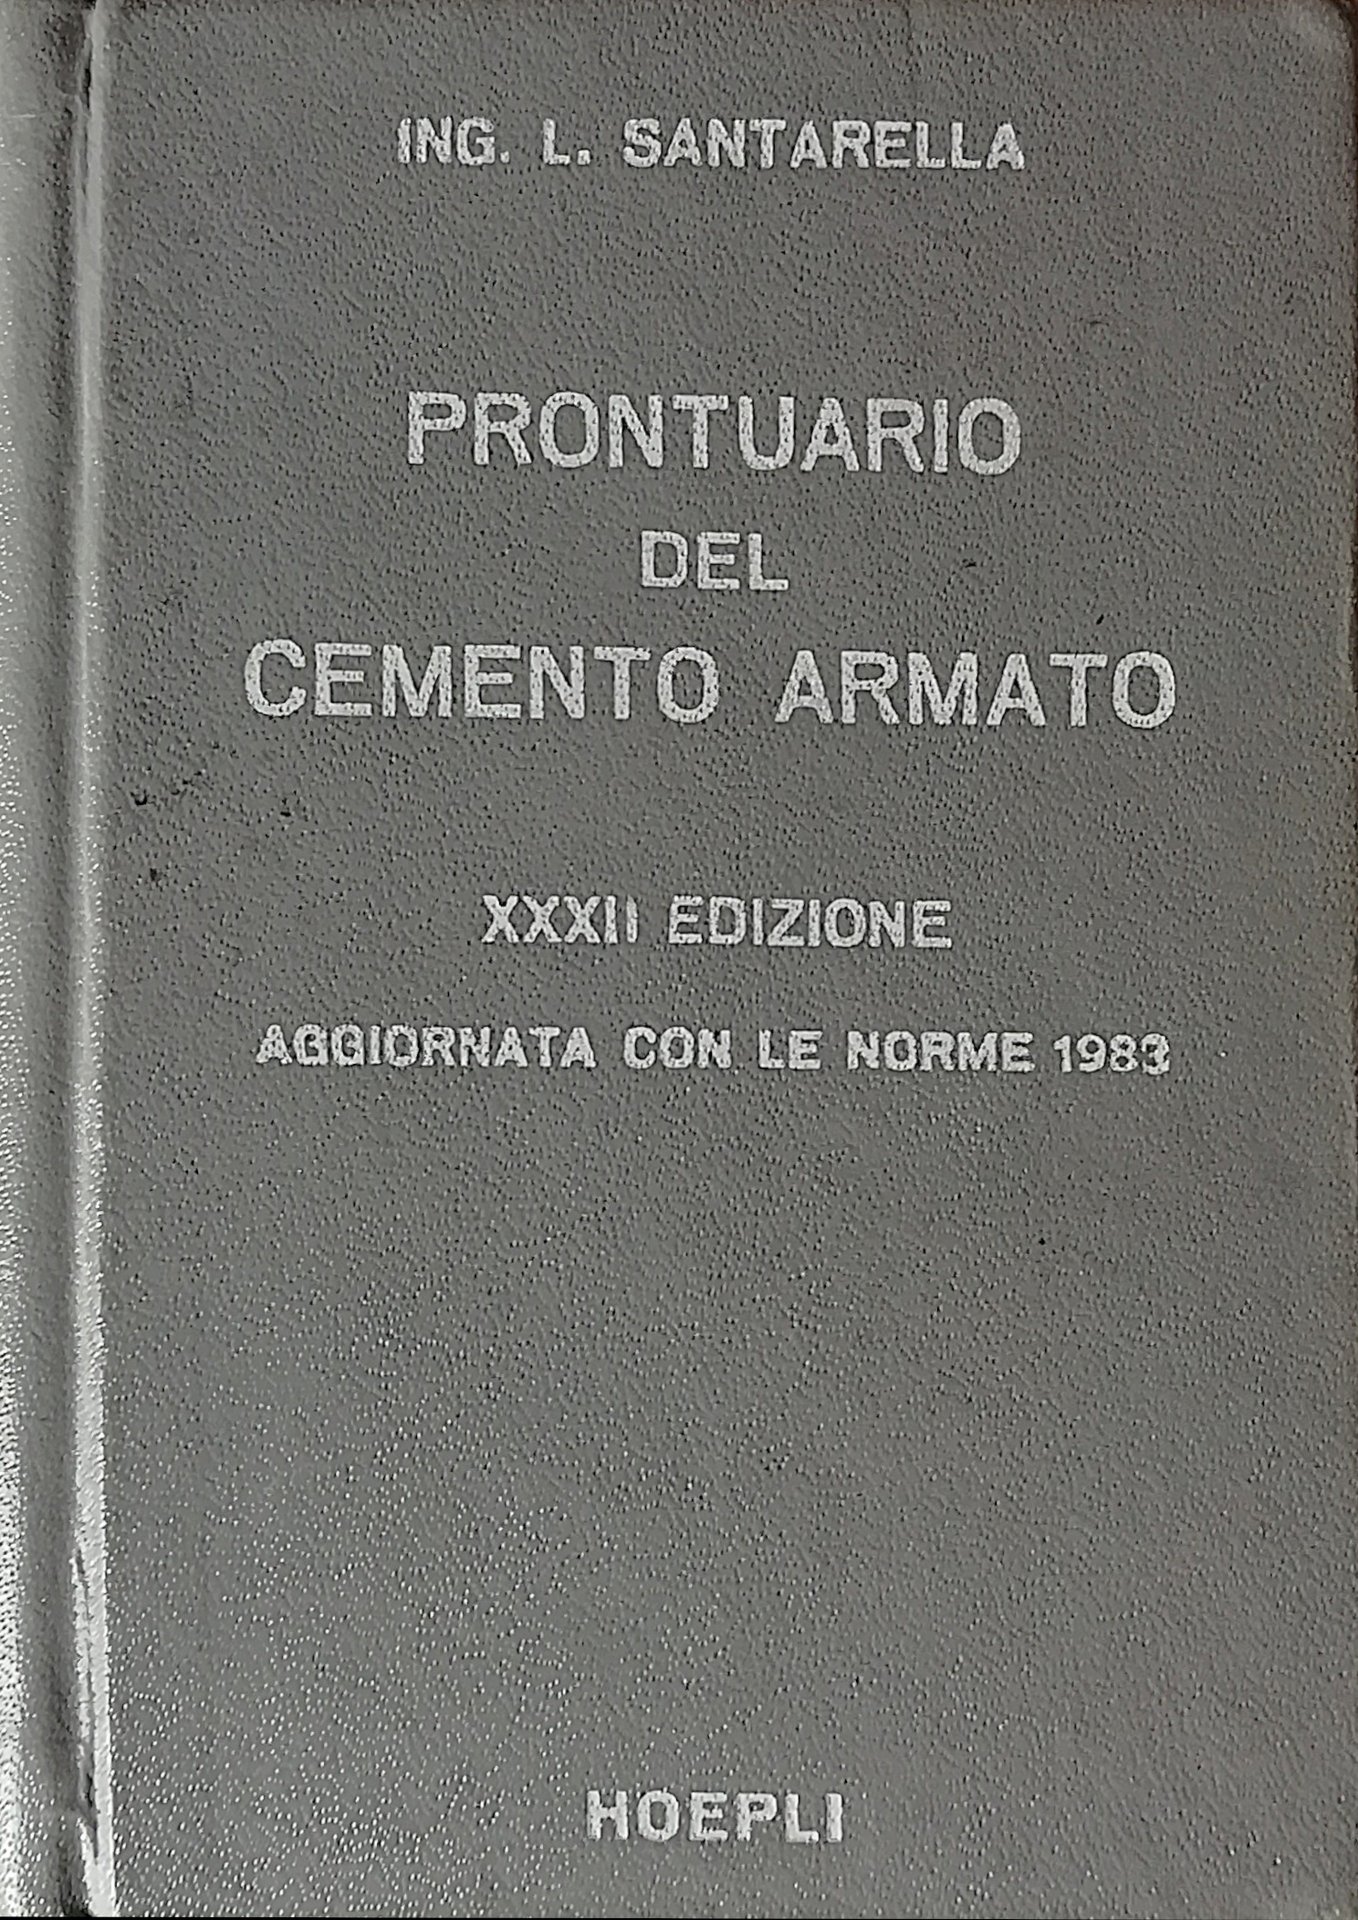 ING. L. SANTARELLA
PRONTUARIO
DEL
CEMENTO ARMATO
XXXII EDIZIONE
AGGIORNATA CON LE NORME 1983
HOEPLI